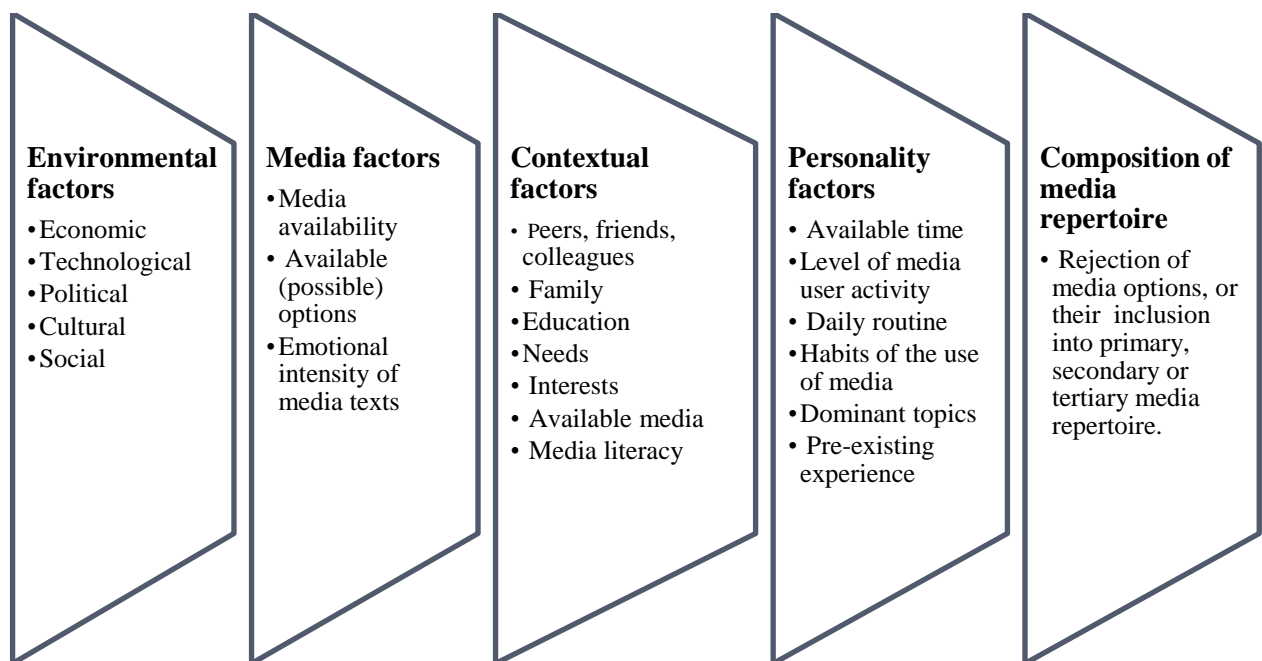 Environmental
factors
•Economic
•Technological
•Political
•Cultural
•Social
Media factors
•Media
availability
• Available
(possible)
options
•Emotional
intensity of
media texts
Contextual
factors
• Peers, friends,
colleagues
• Family
•Education
•Needs
• Interests
• Available media
• Media literacy
Personality
factors
• Available time
•Level of media
user activity
• Daily routine
•Habits of the use
of media
•Dominant topics
• Pre-existing
experience
Composition of
media
repertoire
• Rejection of
media options, or
their inclusion
into primary,
secondary or
tertiary media
repertoire.